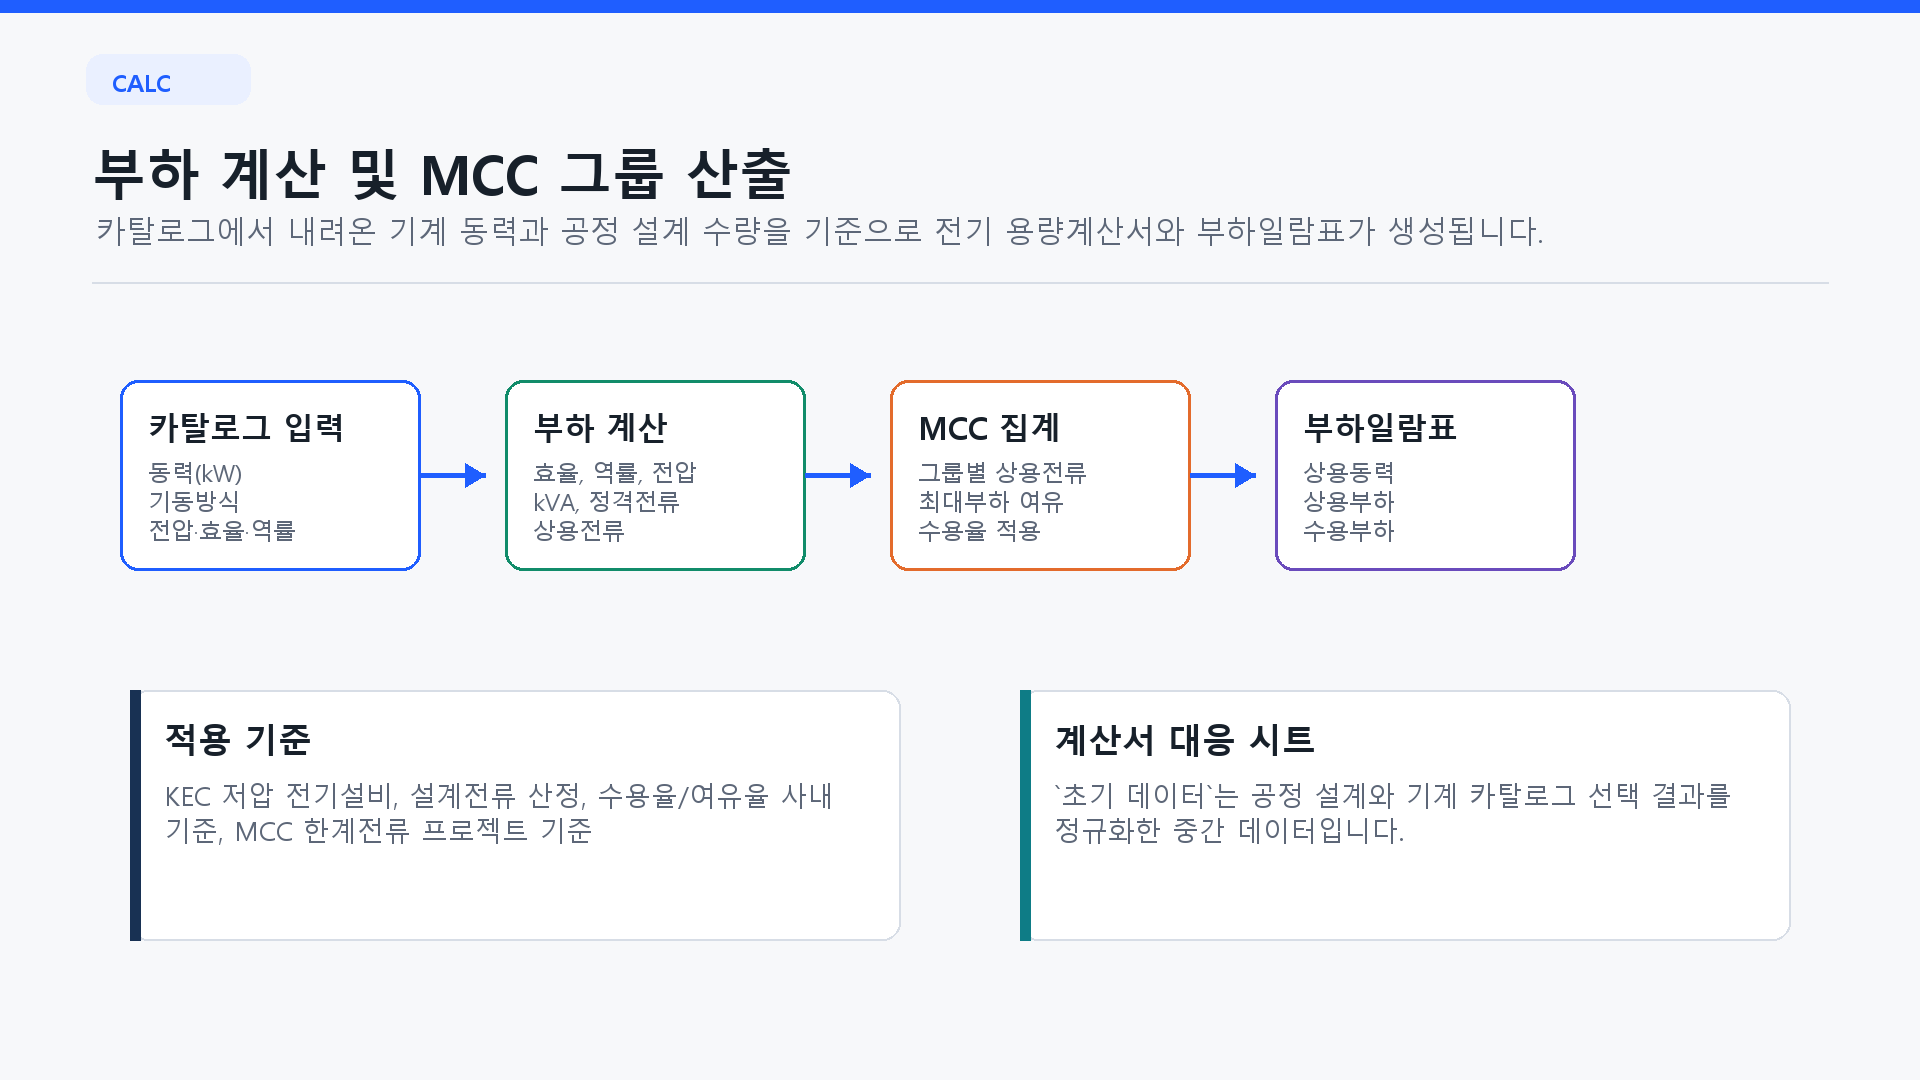 CALC
부하 계산 및 MCC 그룹 산출
카탈로그에서 내려온 기계 동력과 공정 설계 수량을 기준으로 전기 용량계산서와 부하일람표가 생성됩니다.
카탈로그 입력
동력(kW)
기동방식
전압·효율·역률
부하 계산
효율, 역률, 전압
kVA, 정격전류
상용전류
MCC 집계
그룹별 상용전류
최대부하 여유
수용율 적용
부하일람표
상용동력
상용부하
수용부하
적용 기준
KEC 저압 전기설비, 설계전류 산정, 수용율/여유율 사내
기준, MCC 한계전류 프로젝트 기준
계산서 대응 시트
`초기 데이터`는 공정 설계와 기계 카탈로그 선택 결과를
정규화한 중간 데이터입니다.